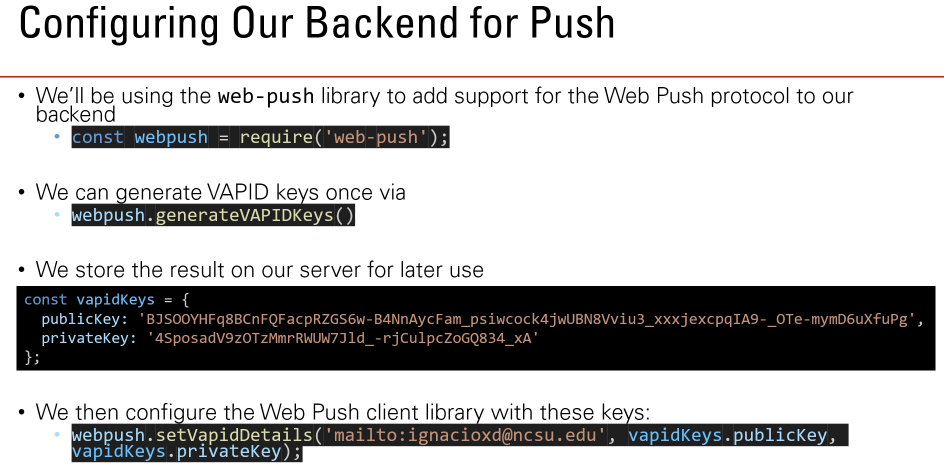 Configuring Our Backend for Push
• We'll be using the web-push library to add support for the Web Push protocol to our
backend
• const webpush = require('web-push');
• We can generate VAPID keys once via
• webpush.generateVAPIDKeys()
• We store the result on our server for later use
const vapidKeys = {
publicKey: 'BJSOOYHFq8BCnFQFacpRZGS6w-B4NnAycFam_psiwcock4jwUBN8Vviu3_xxxjexcpqIA9-_OTe-mymD6uXfuPg',
privateKey: '4SposadV9zOTzMmrRWUW7Jld_-rjCulpcZoGQ834_xA'
};
• We then configure the Web Push client library with these keys:
• webpush.setVapidDetails('mailto:ignacioxd@ncsu.edu', vapidKeys.publicKey,
vapidKeys.privateKey);